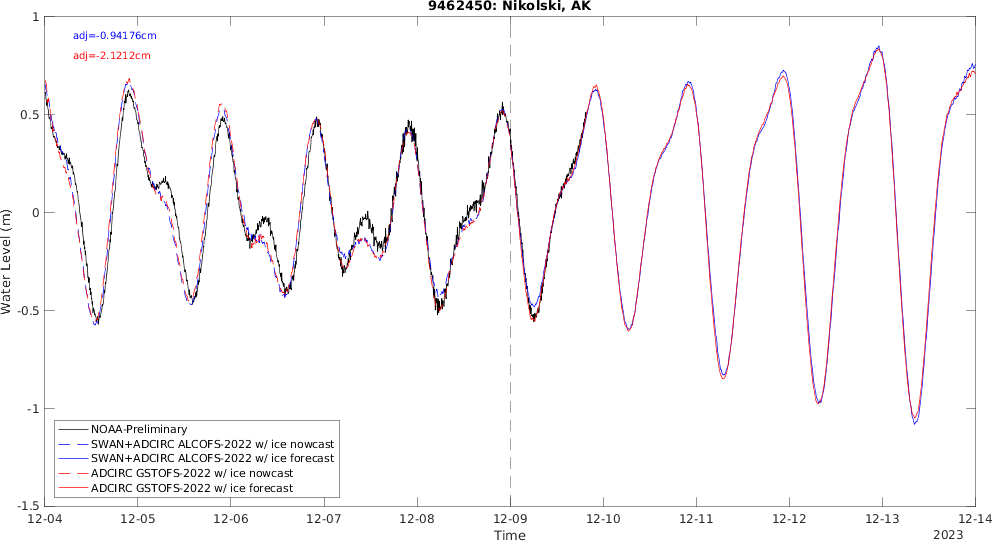 9462450: Nikolski, AK
adj=-0.94176cm
adj=-2.1212cm
Water Level (m)
1
0.5
0
-0.5
-1
-1.5
NOAA-Preliminary
SWAN+ADCIRC ALCOFS-2022 w/ ice nowcast
SWAN+ADCIRC ALCOFS-2022 w/ ice forecast
ADCIRC GSTOFS-2022 w/ ice nowcast
ADCIRC GSTOFS-2022 w/ ice forecast
12-04 12-05 12-06 12-07 12-08 12-09 12-10 12-11 12-12 12-13 12-14
Time
2023